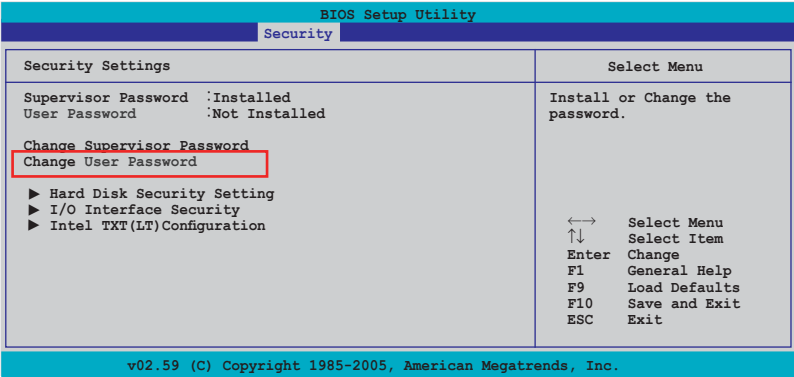 BIOS Setup Utility
Security
Security Settings
Supervisor Password :Installed
User Password :Not Installed
Change Supervisor Password
Change User Password
▶ Hard Disk Security Setting
▶ I/O Interface Security
▶ Intel TXT(LT)Configuration
Select Menu
Install or Change the
password.
←→ Select Menu
↑↓ Select Item
Enter Change
F1 General Help
F9 Load Defaults
F10 Save and Exit
ESC Exit
v02.59 (C) Copyright 1985-2005, American Megatrends, Inc.